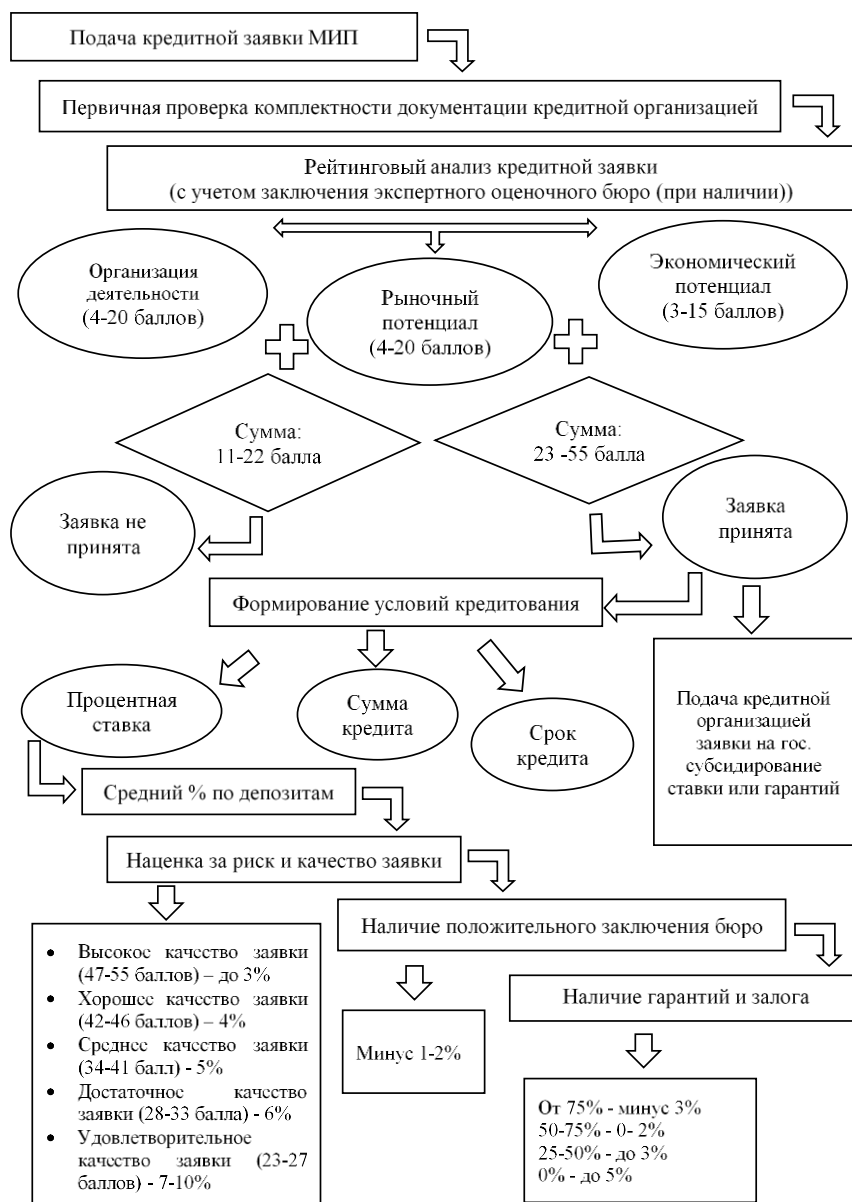 Подача кредитной заявки МИП
Первичная проверка комплектности документации кредитной организацией
Рейтинговый анализ кредитной заявки
(с учетом заключения экспертного оценочного бюро (при наличии))
Организация
деятельности
(4-20 баллов)
Рыночный
потенциал
(4-20 баллов)
Экономический
потенциал
(3-15 баллов)
Сумма:
11-22 балла
Сумма:
23 -55 балла
Заявка не
принята
Заявка
принята
Формирование условий кредитования
Процентная
ставка
Сумма
кредита
Срок
кредита
Подача кредитной
организацией
заявки на гос.
субсидирование
ставки или гарантий
Средний % по депозитам
Наценка за риск и качество заявки
Наличие положительного заключения бюро
Наличие гарантий и залога
• Высокое качество заявки
(47-55 баллов) – до 3%
• Хорошее качество заявки
(42-46 баллов) – 4%
• Среднее качество заявки
(34-41 балл) - 5%
• Достаточное качество
заявки (28-33 балла) - 6%
• Удовлетворительное
качество заявки (23-27
баллов) - 7-10%
Минус 1-2%
От 75% - минус 3%
50-75% - 0- 2%
25-50% - до 3%
0% - до 5%